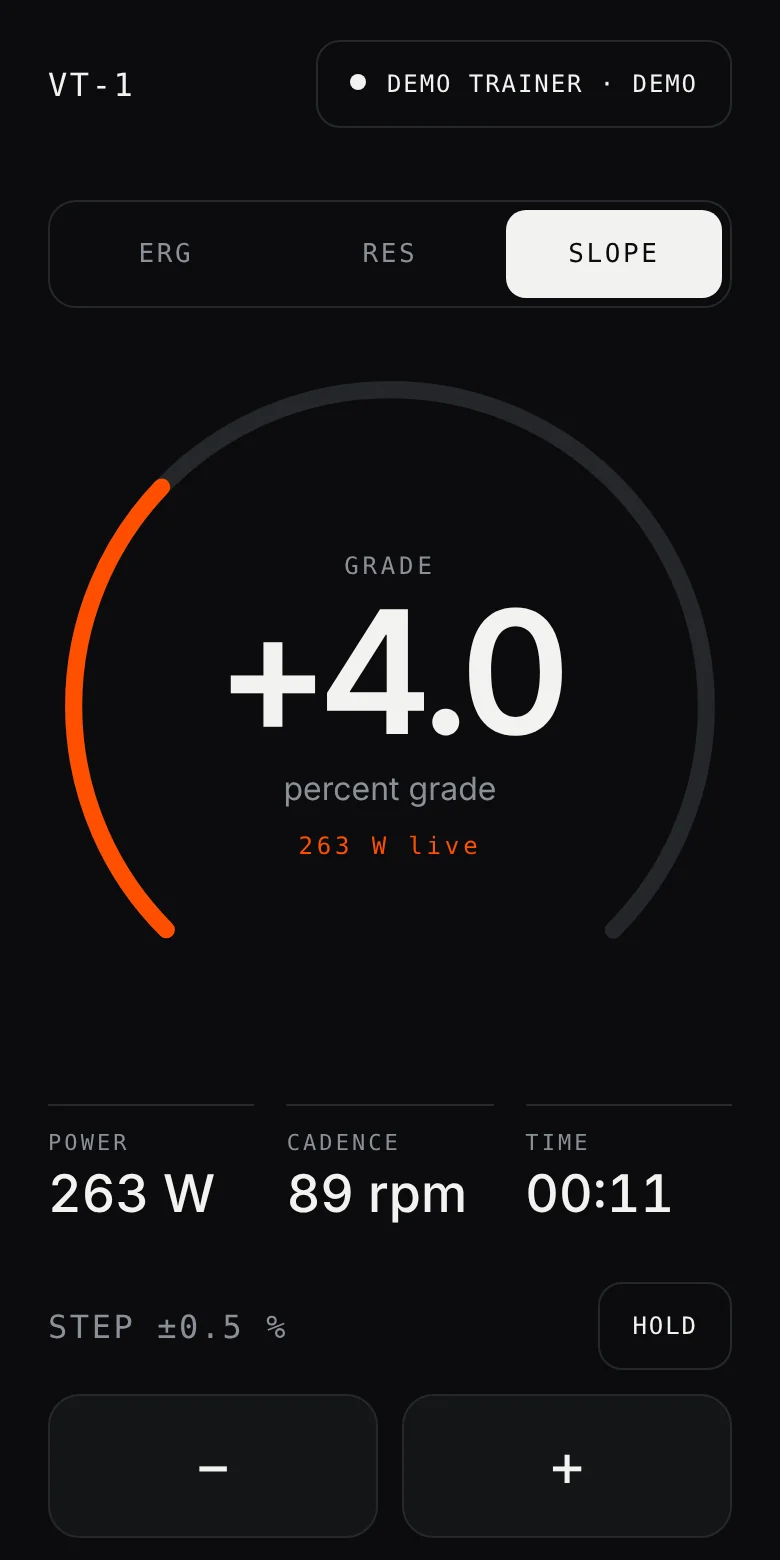 VT-1
DEMO TRAINER · DEMO
ERG RES SLOPE
GRADE
+4.0
percent grade
263 W live
POWER CADENCE TIME
263 W 89 rpm 00:11
STEP ±0.5 %
HOLD
− +